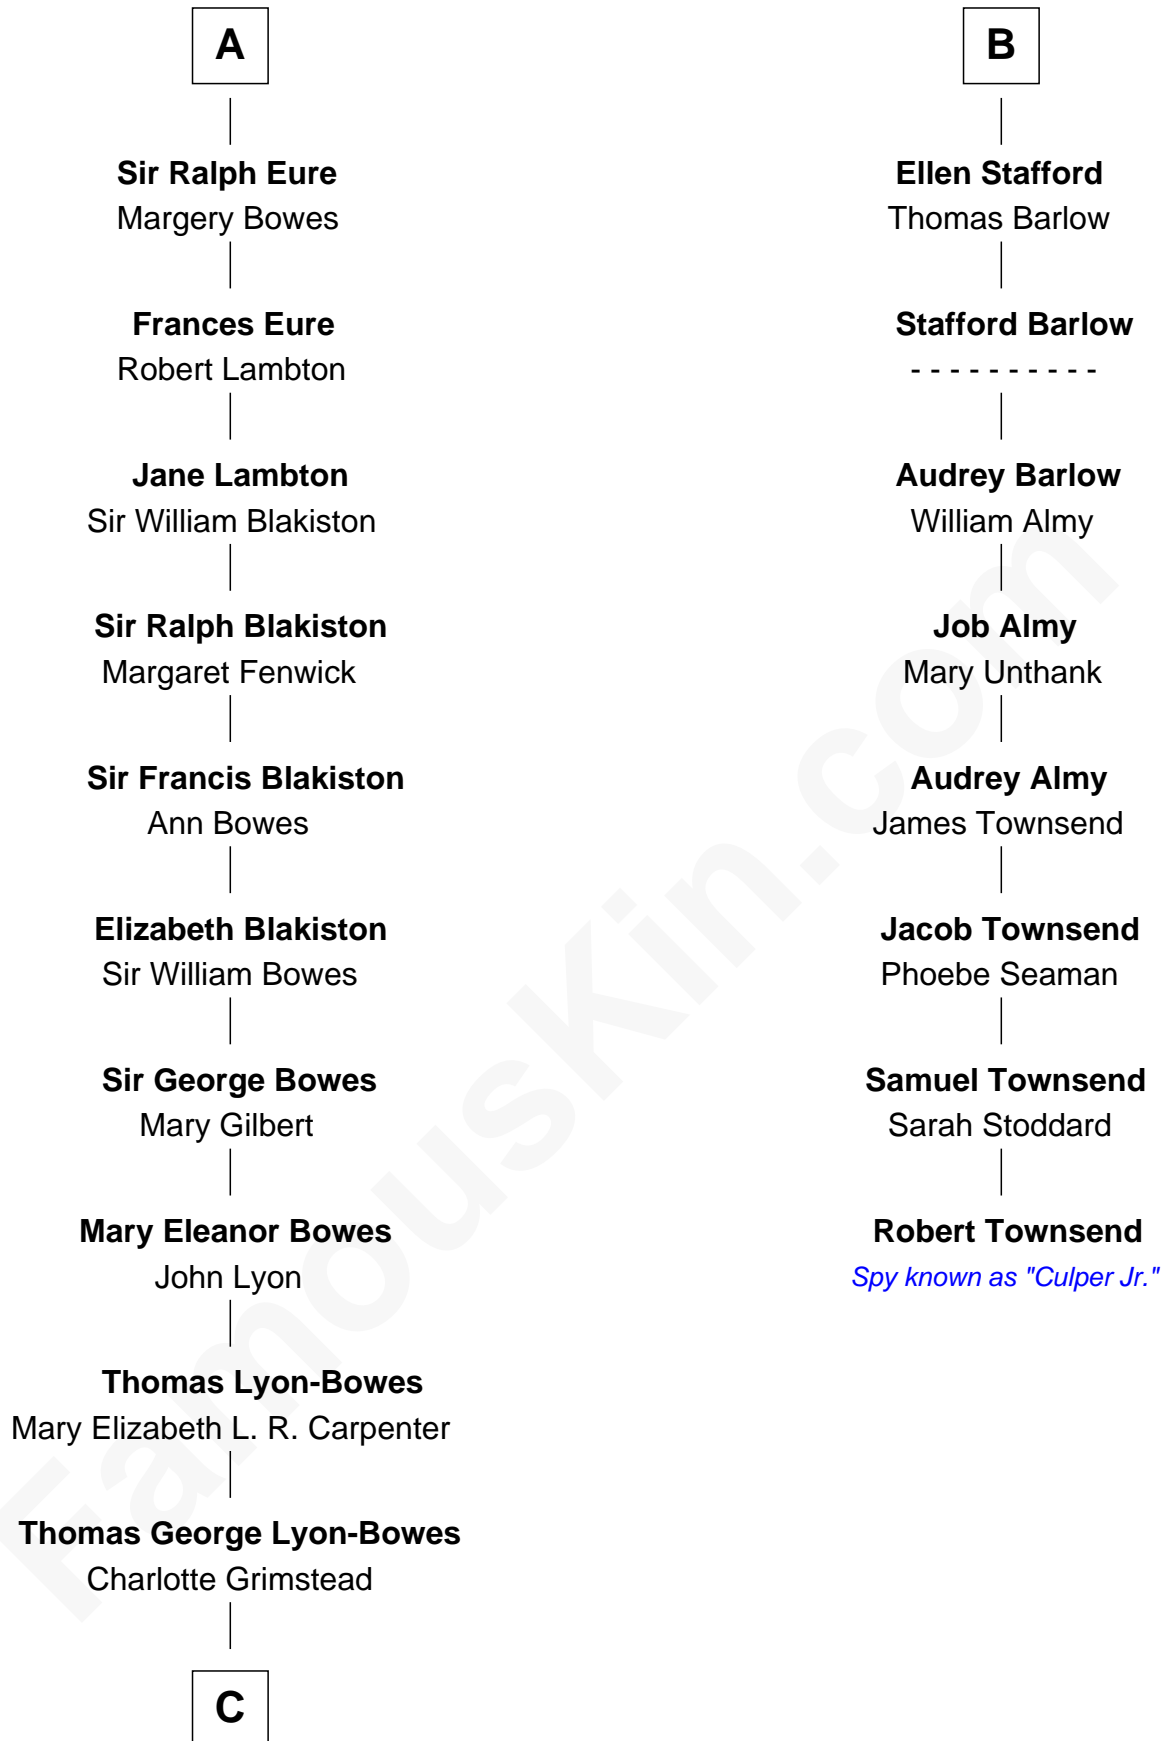 A
Sir Ralph Eure
Margery Bowes
Frances Eure
Robert Lambton
Jane Lambton
Sir William Blakiston
Sir Ralph Blakiston
Margaret Fenwick
Sir Francis Blakiston
Ann Bowes
Elizabeth Blakiston
Sir William Bowes
Sir George Bowes
Mary Gilbert
Mary Eleanor Bowes
John Lyon
Thomas Lyon-Bowes
Mary Elizabeth L. R. Carpenter
Thomas George Lyon-Bowes
Charlotte Grimstead
C
B
Ellen Stafford
Thomas Barlow
Stafford Barlow
- - - - - - - - - -
Audrey Barlow
William Almy
Job Almy
Mary Unthank
Audrey Almy
James Townsend
Jacob Townsend
Phoebe Seaman
Samuel Townsend
Sarah Stoddard
Robert Townsend
Spy known as "Culper Jr."
FamousKin.com